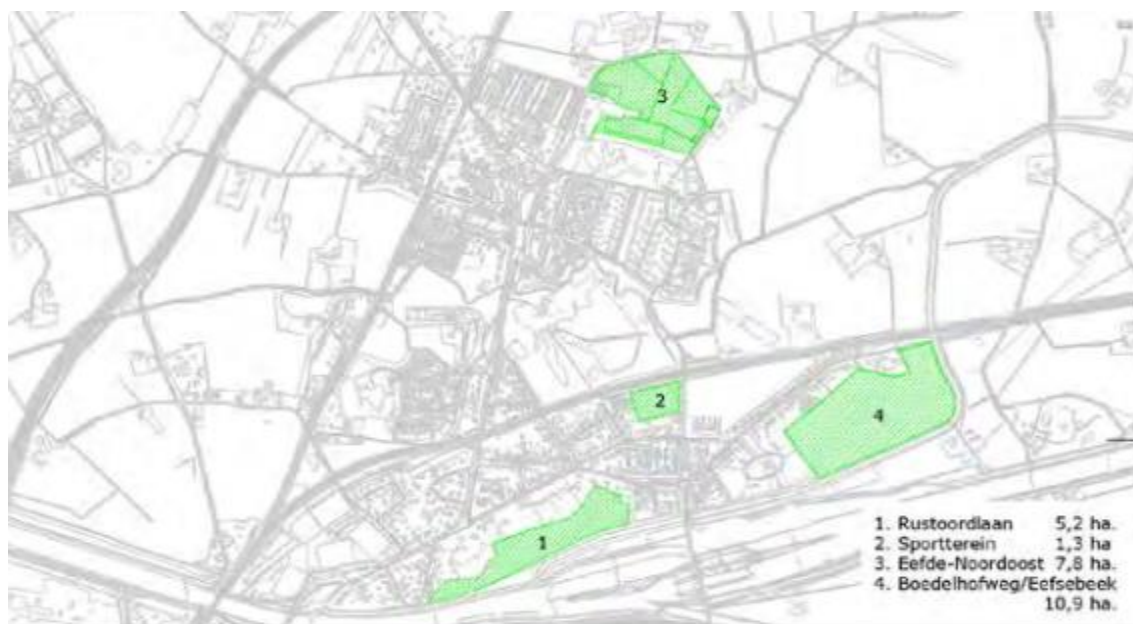 3
2
4
1
1. Rustoordlaan 5,2 ha.
2. Sportterein 1,3 ha
3. Eefde-Noordoost 7,8 ha.
4. Boedelhofweg/Eefsebeek
10,9 ha.